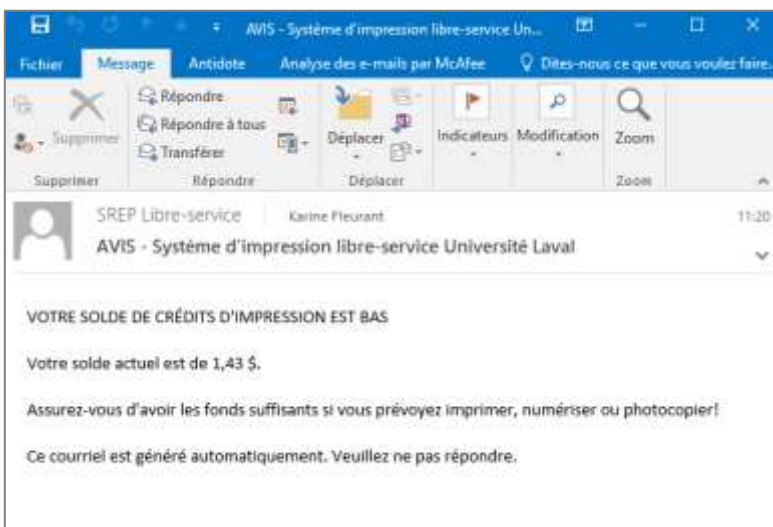 AVIS - Système d'impression libre-service Un...
Fichier Message Antidote Analyse des e-mails par McAfee Dites-nous ce que vous voulez faire.
Supprimer
Répondre
Répondre à tous
Transférer
Déplacer
Indicateurs Modification Zoom
Supprimer Répondre Déplacer Zoom
SREP Libre-service Karine Fleurant 11:20
AVIS - Système d'impression libre-service Université Laval
VOTRE SOLDE DE CRÉDITS D'IMPRESSION EST BAS
Votre solde actuel est de 1,43 $.
Assurez-vous d'avoir les fonds suffisants si vous prévoyez imprimer, numériser ou photocopier!
Ce courriel est généré automatiquement. Veuillez ne pas répondre.